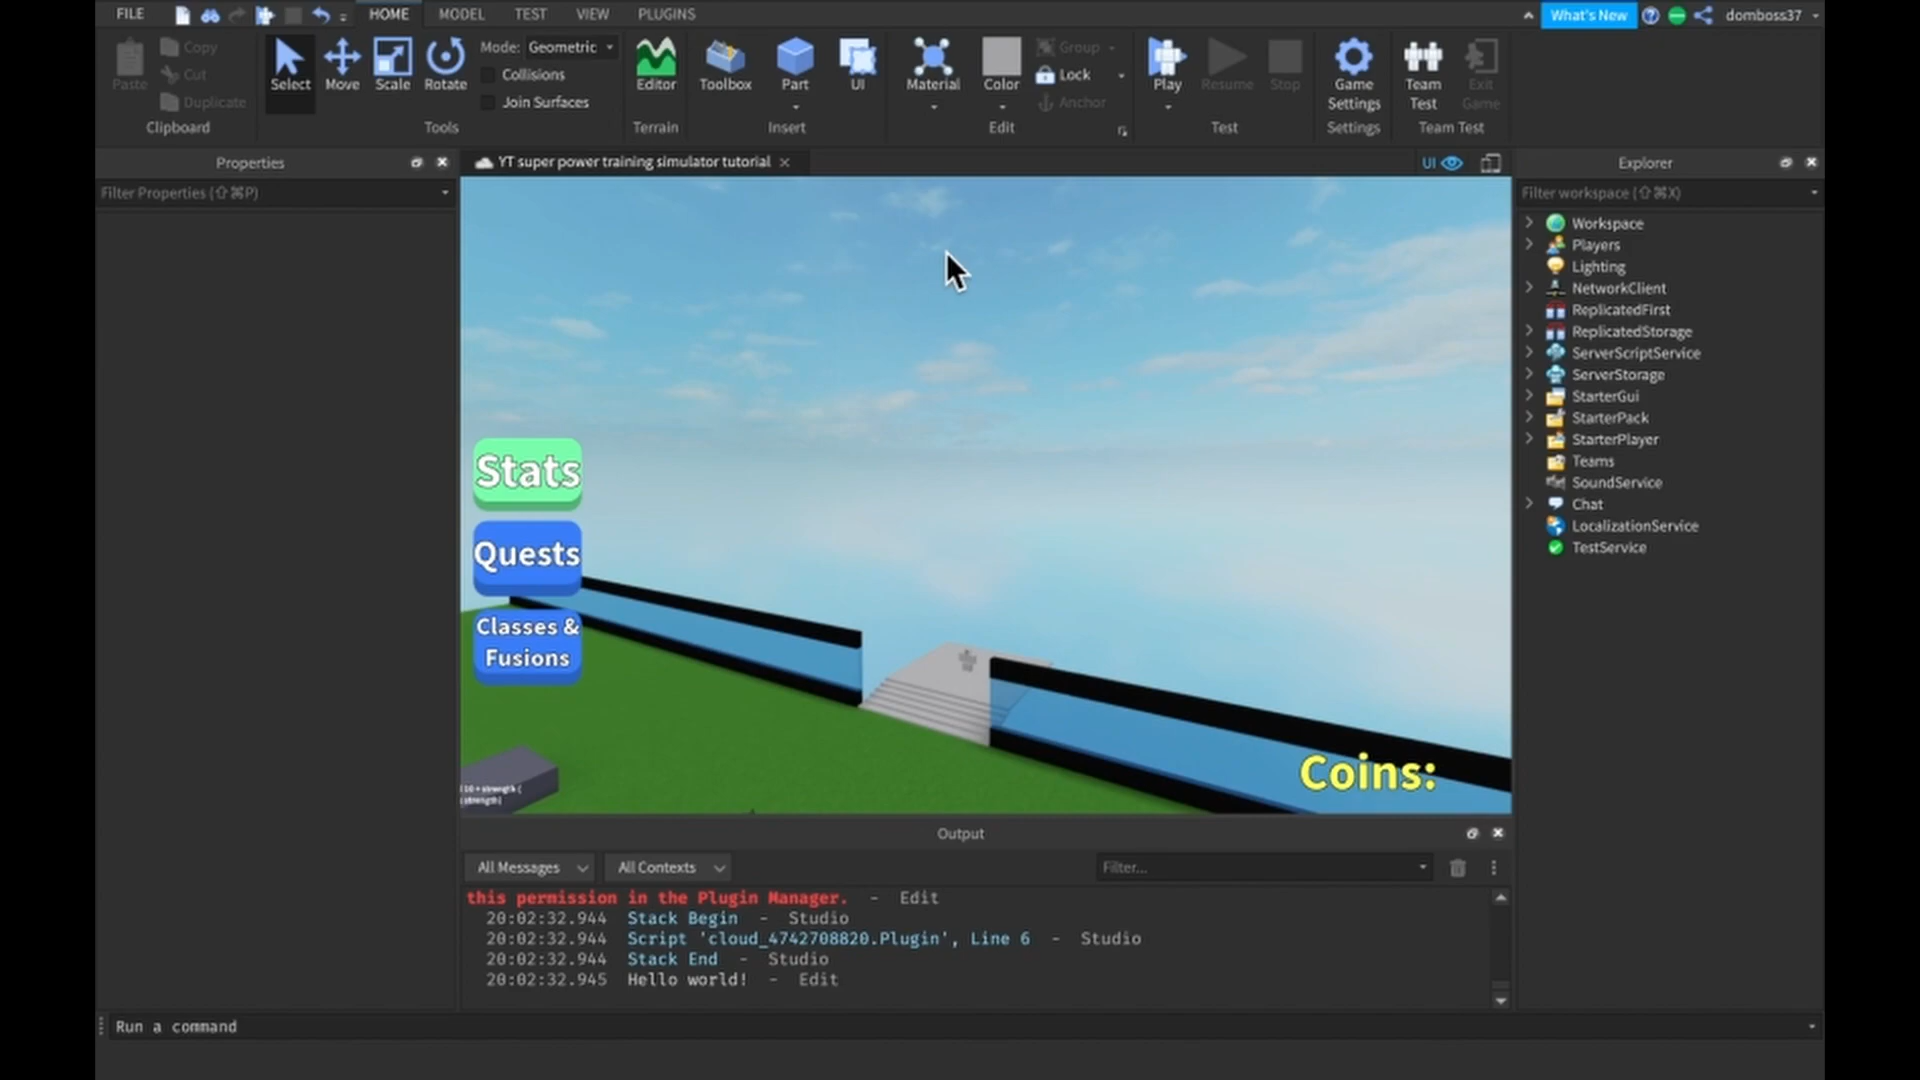 FILE HOME MODEL TEST VIEW PLUGINS What's New domboss37
Paste Copy Cut Duplicate Clipboard
Select Move Scale Rotate Mode: Geometric Collisions Join Surfaces Tools
Editor Terrain
Toolbox Part UI Insert
Material Color Group Lock Anchor Edit
Play Resume Stop Test
Game Settings Settings
Team Test Exit Game Team Test
Properties
Filter Properties (⇧⌘P)
YT super power training simulator tutorial
UI
Stats
Quests
Classes &
Fusions
10 + strength (
strength)
Coins:
Output
All Messages All Contexts Filter...
this permission in the Plugin Manager. - Edit
20:02:32.944 Stack Begin - Studio
20:02:32.944 Script 'cloud_4742708820.Plugin', Line 6 - Studio
20:02:32.944 Stack End - Studio
20:02:32.945 Hello world! - Edit
Run a command
Explorer
Filter workspace (⇧⌘X)
Workspace
Players
Lighting
NetworkClient
ReplicatedFirst
ReplicatedStorage
ServerScriptService
ServerStorage
StarterGui
StarterPack
StarterPlayer
Teams
SoundService
Chat
LocalizationService
TestService